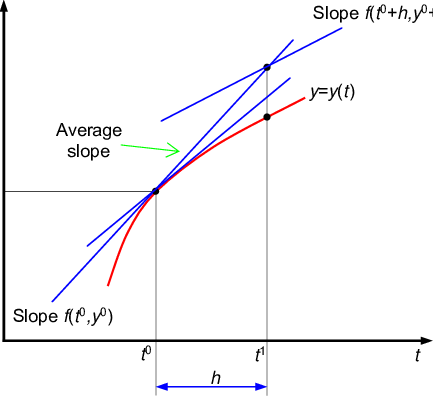 Slope f(t⁰+h,y⁰+
y=y(t)
Average
slope
Slope f(t⁰,y⁰)
t⁰
t¹
t
h